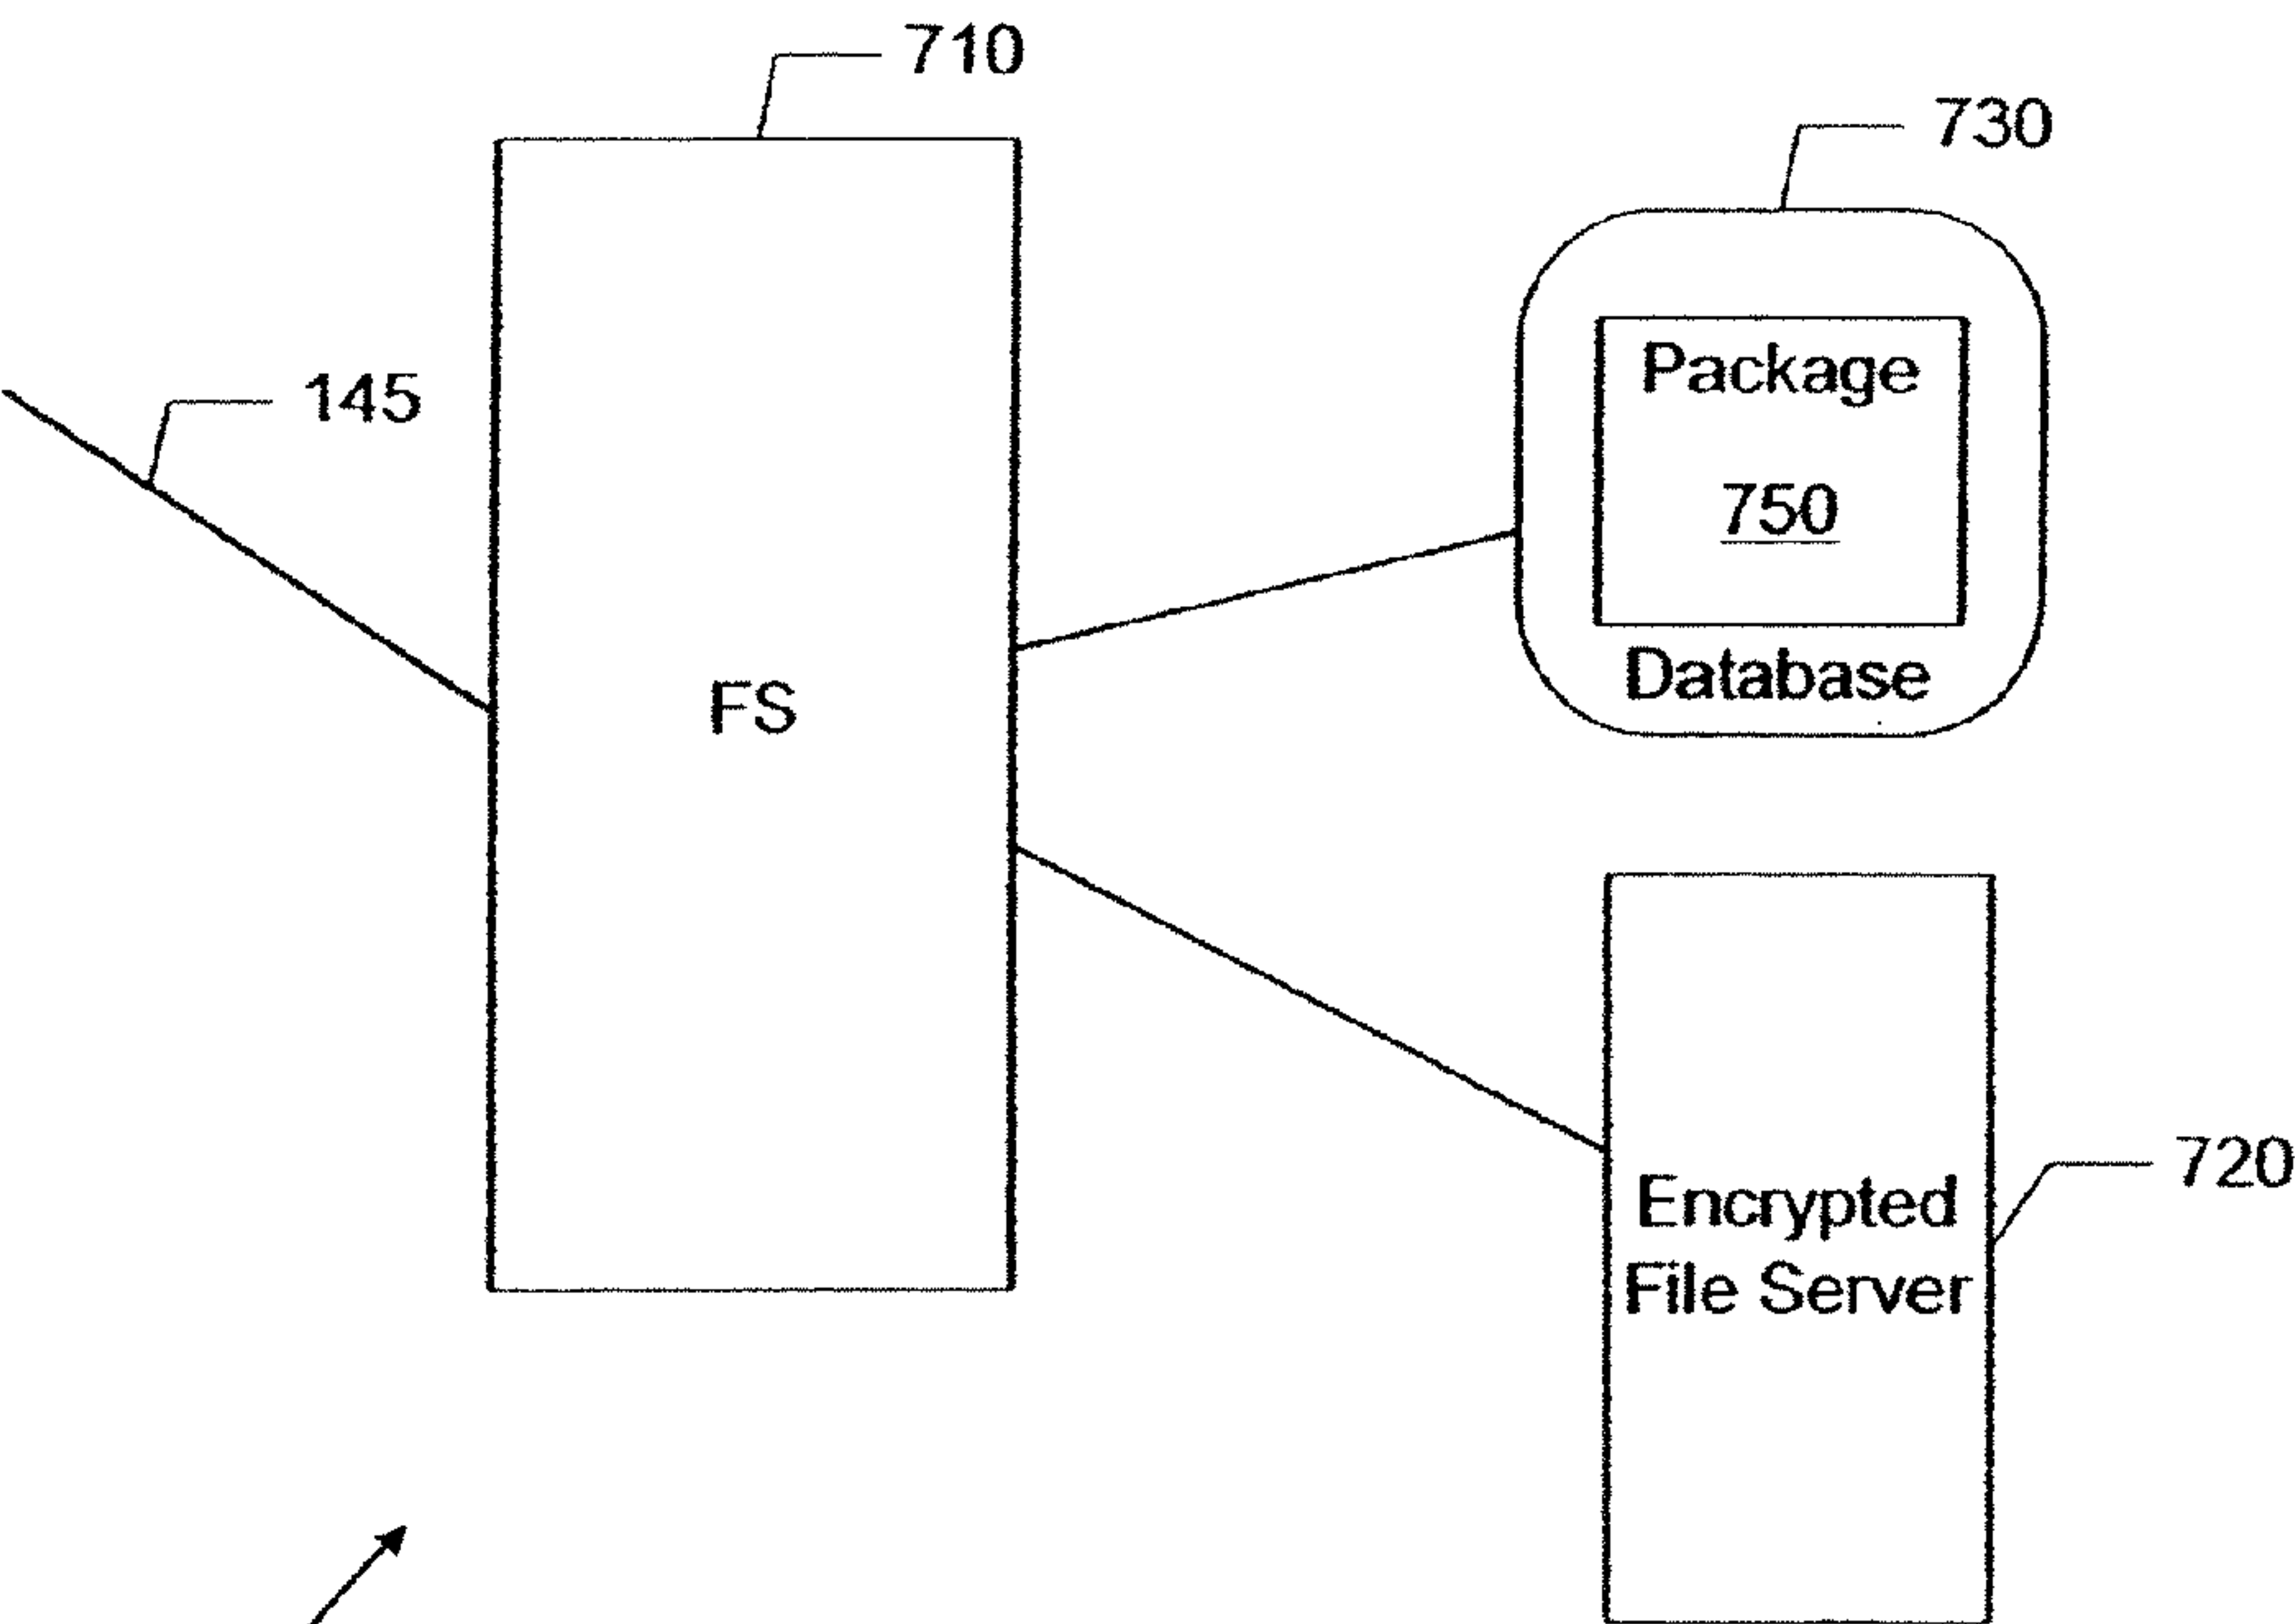 710
730
145
Package
750
Database
FS
720
Encrypted
File Server